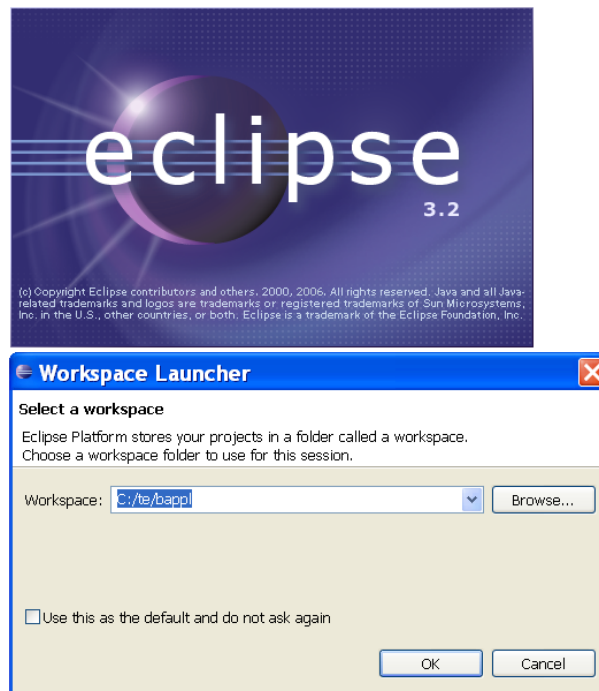 eclipse
3.2
(c) Copyright Eclipse contributors and others. 2000, 2006. All rights reserved. Java and all Java-
related trademarks and logos are trademarks or registered trademarks of Sun Microsystems,
Inc. in the U.S., other countries, or both. Eclipse is a trademark of the Eclipse Foundation, Inc.
Workspace Launcher
Select a workspace
Eclipse Platform stores your projects in a folder called a workspace.
Choose a workspace folder to use for this session.
Workspace: C:/te/bappl Browse...
Use this as the default and do not ask again
OK Cancel